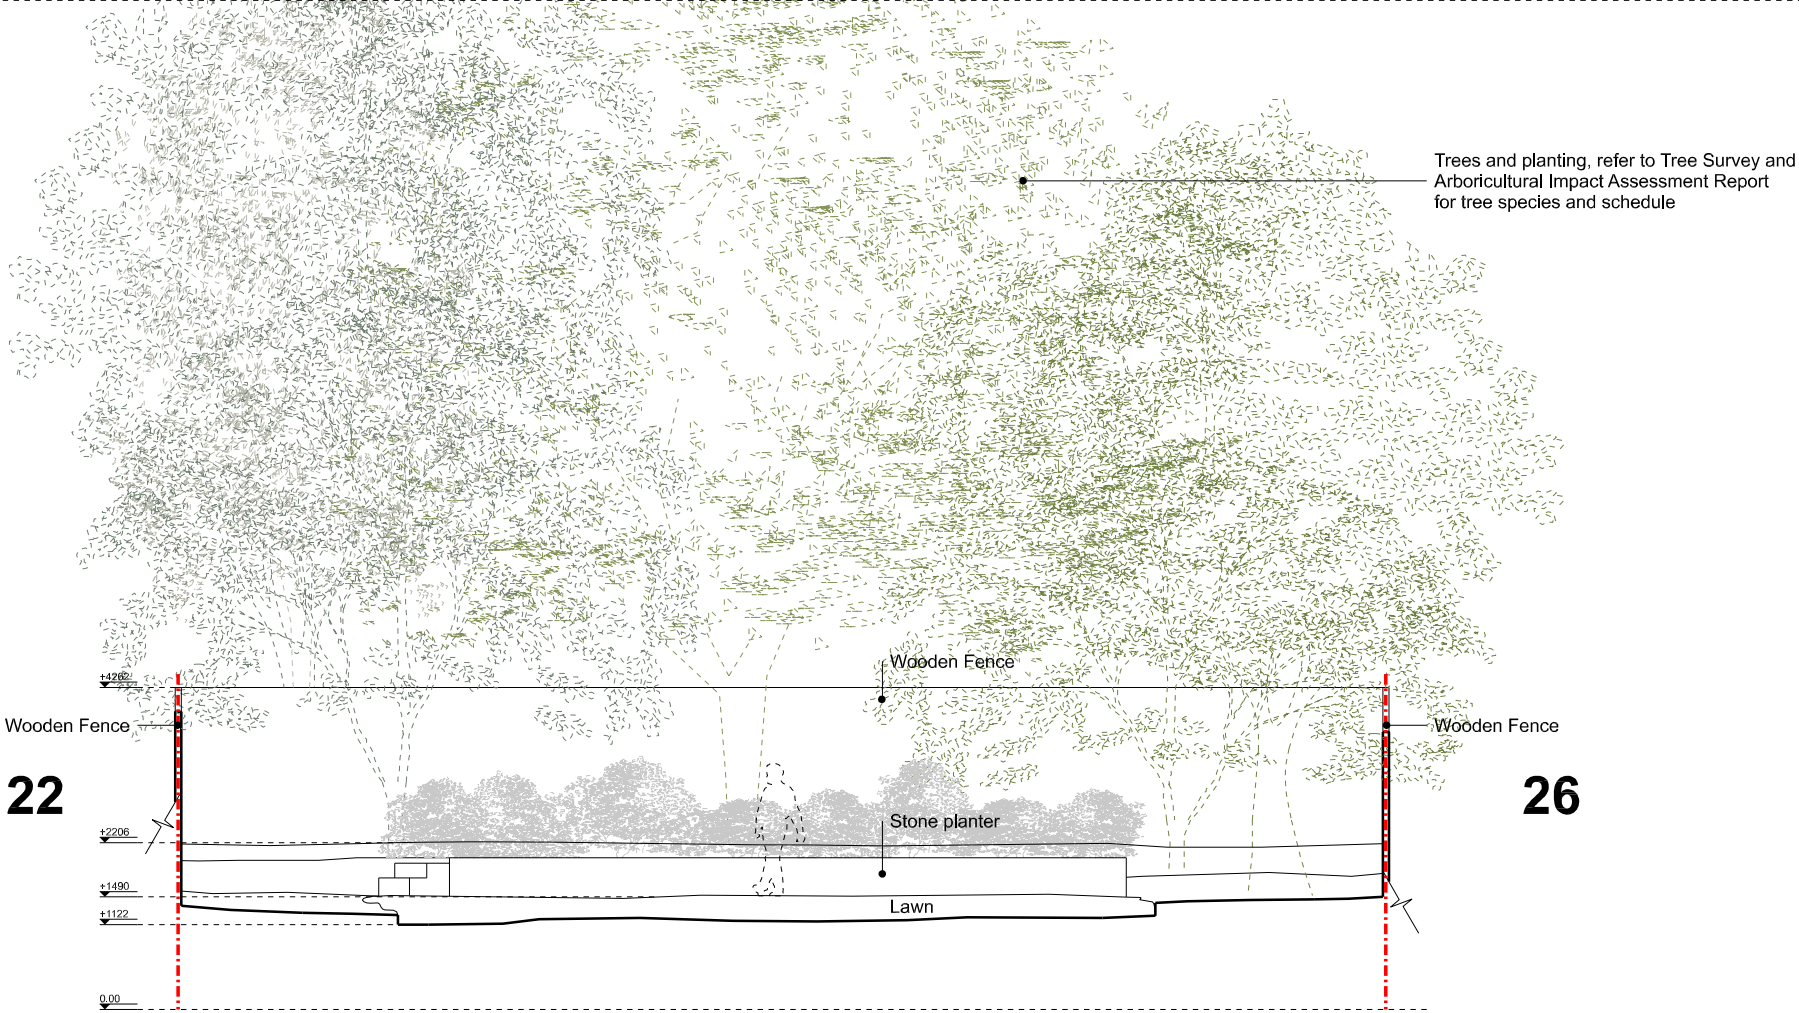 Trees and planting, refer to Tree Survey and
Arboricultural Impact Assessment Report
for tree species and schedule
Wooden Fence
+4262
Wooden Fence
Wooden Fence
22
26
Stone planter
+2206
+1490
Lawn
+1122
0.00